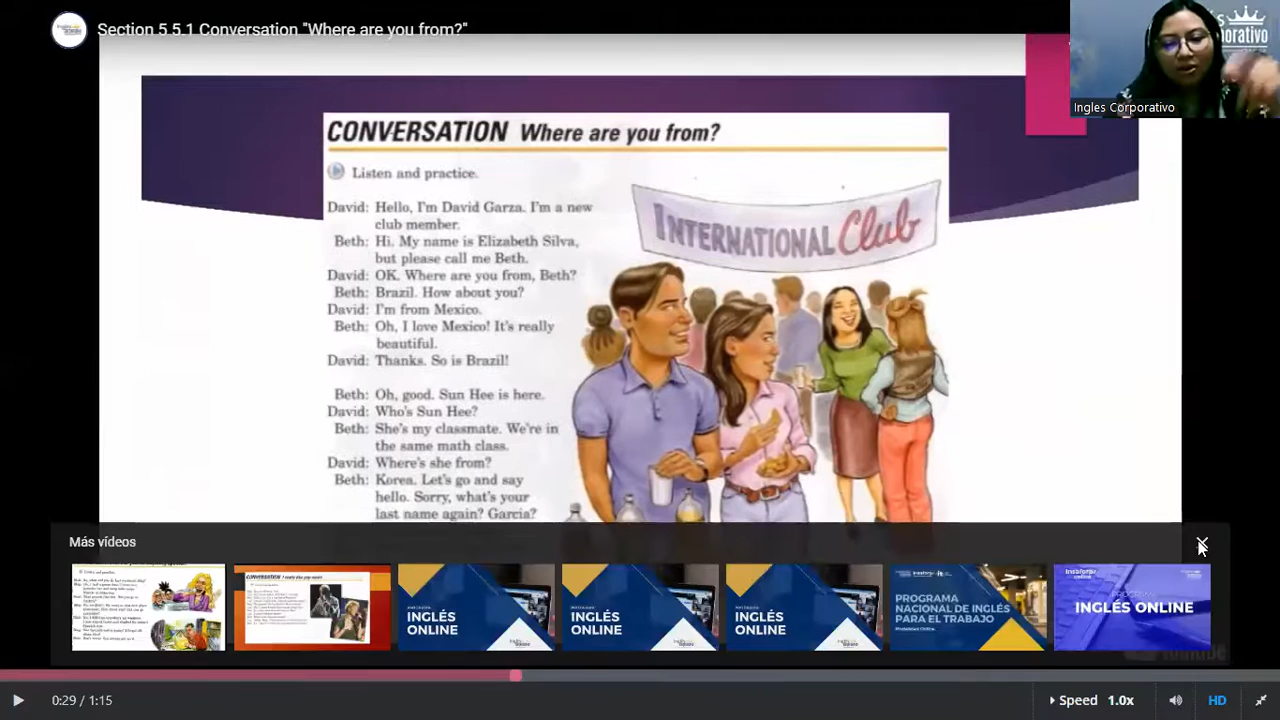 Section 5 5.1 Conversation "Where are you from?"
Ingles Corporativo
CONVERSATION Where are you from?
Listen and practice.
David: Hello, I'm David Garza. I'm a new
club member.
Beth: Hi. My name is Elizabeth Silva,
but please call me Beth.
David: OK. Where are you from, Beth?
Beth: Brazil. How about you?
David: I'm from Mexico.
Beth: Oh, I love Mexico! It's really
beautiful.
David: Thanks. So is Brazil!
Beth: Oh, good. Sun Hee is here.
David: Who's Sun Hee?
Beth: She's my classmate. We're in
the same math class.
David: Where's she from?
Beth: Korea. Let's go and say
hello. Sorry, what's your
last name again? Garcia?
INTERNATIONAL Club
Más vídeos
INGLÉS
ONLINE
INGLÉS
ONLINE
INGLÉS
ONLINE
PROGRAMA
NACIONAL DE INGLÉS
PARA EL TRABAJO
INGLÉS ONLINE
0:29 / 1:15
Speed 1.0x
HD